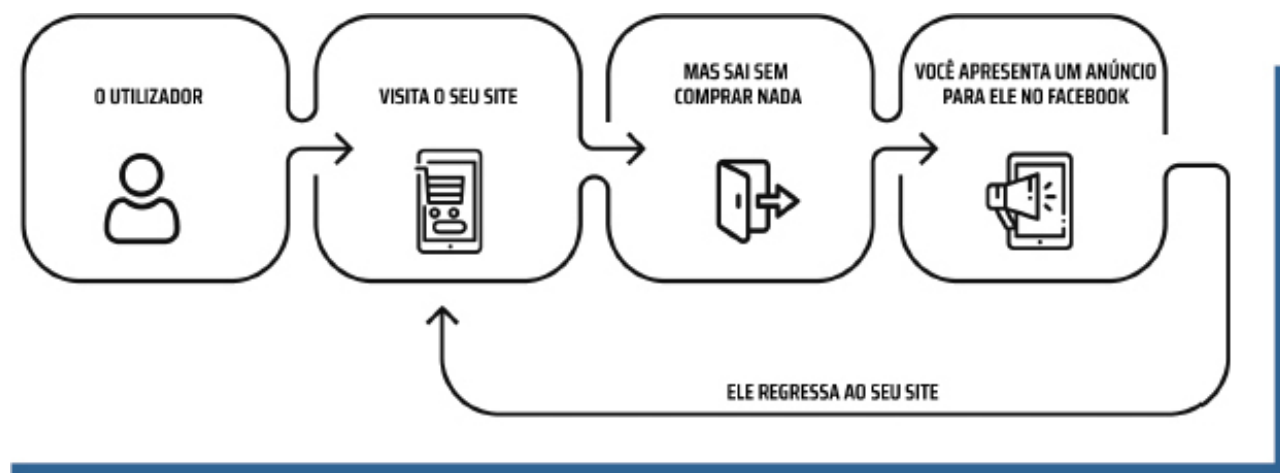 O UTILIZADOR
VISITA O SEU SITE
MAS SAI SEM
COMPRAR NADA
VOCÊ APRESENTA UM ANÚNCIO
PARA ELE NO FACEBOOK
ELE REGRESSA AO SEU SITE